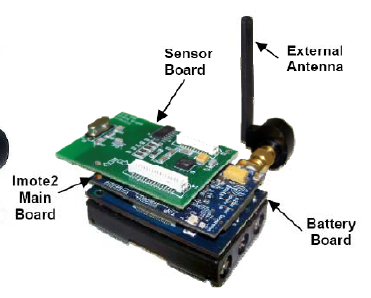 Sensor
Board
External
Antenna
Imote2
Main
Board
Battery
Board